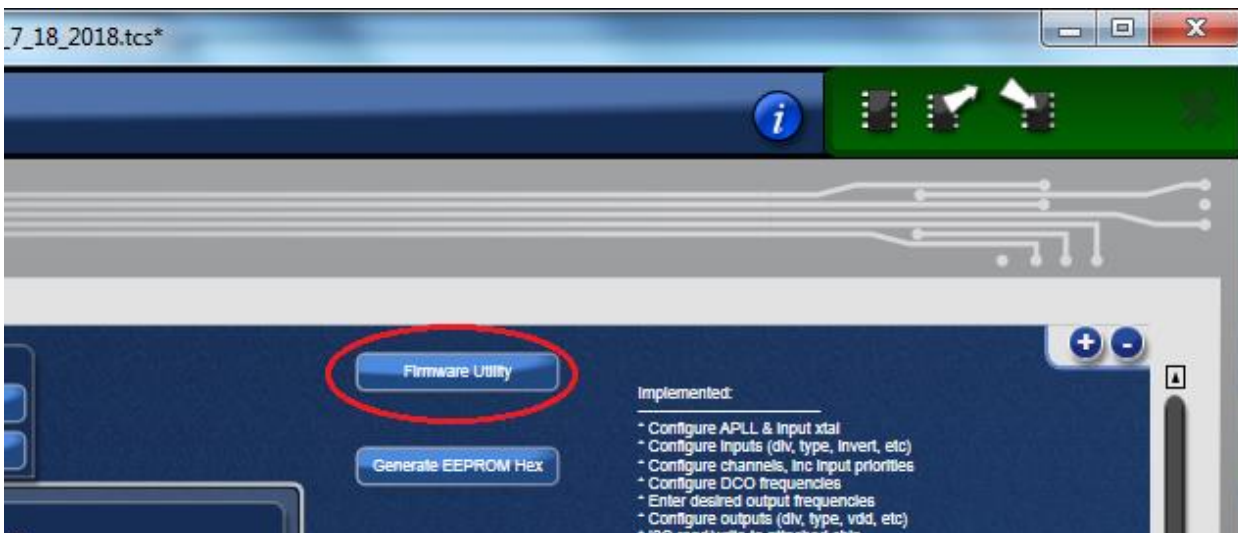 _7_18_2018.tcs*
X
i
+ -
Firmware Utility
Implemented:
* Configure APLL & Input xtal
* Configure Inputs (div, type, invert, etc)
Generate EEPROM Hex
* Configure channels, inc input priorities
* Configure DCO frequencies
* Enter desired output frequencies
* Configure outputs (div, type, vdd, etc)